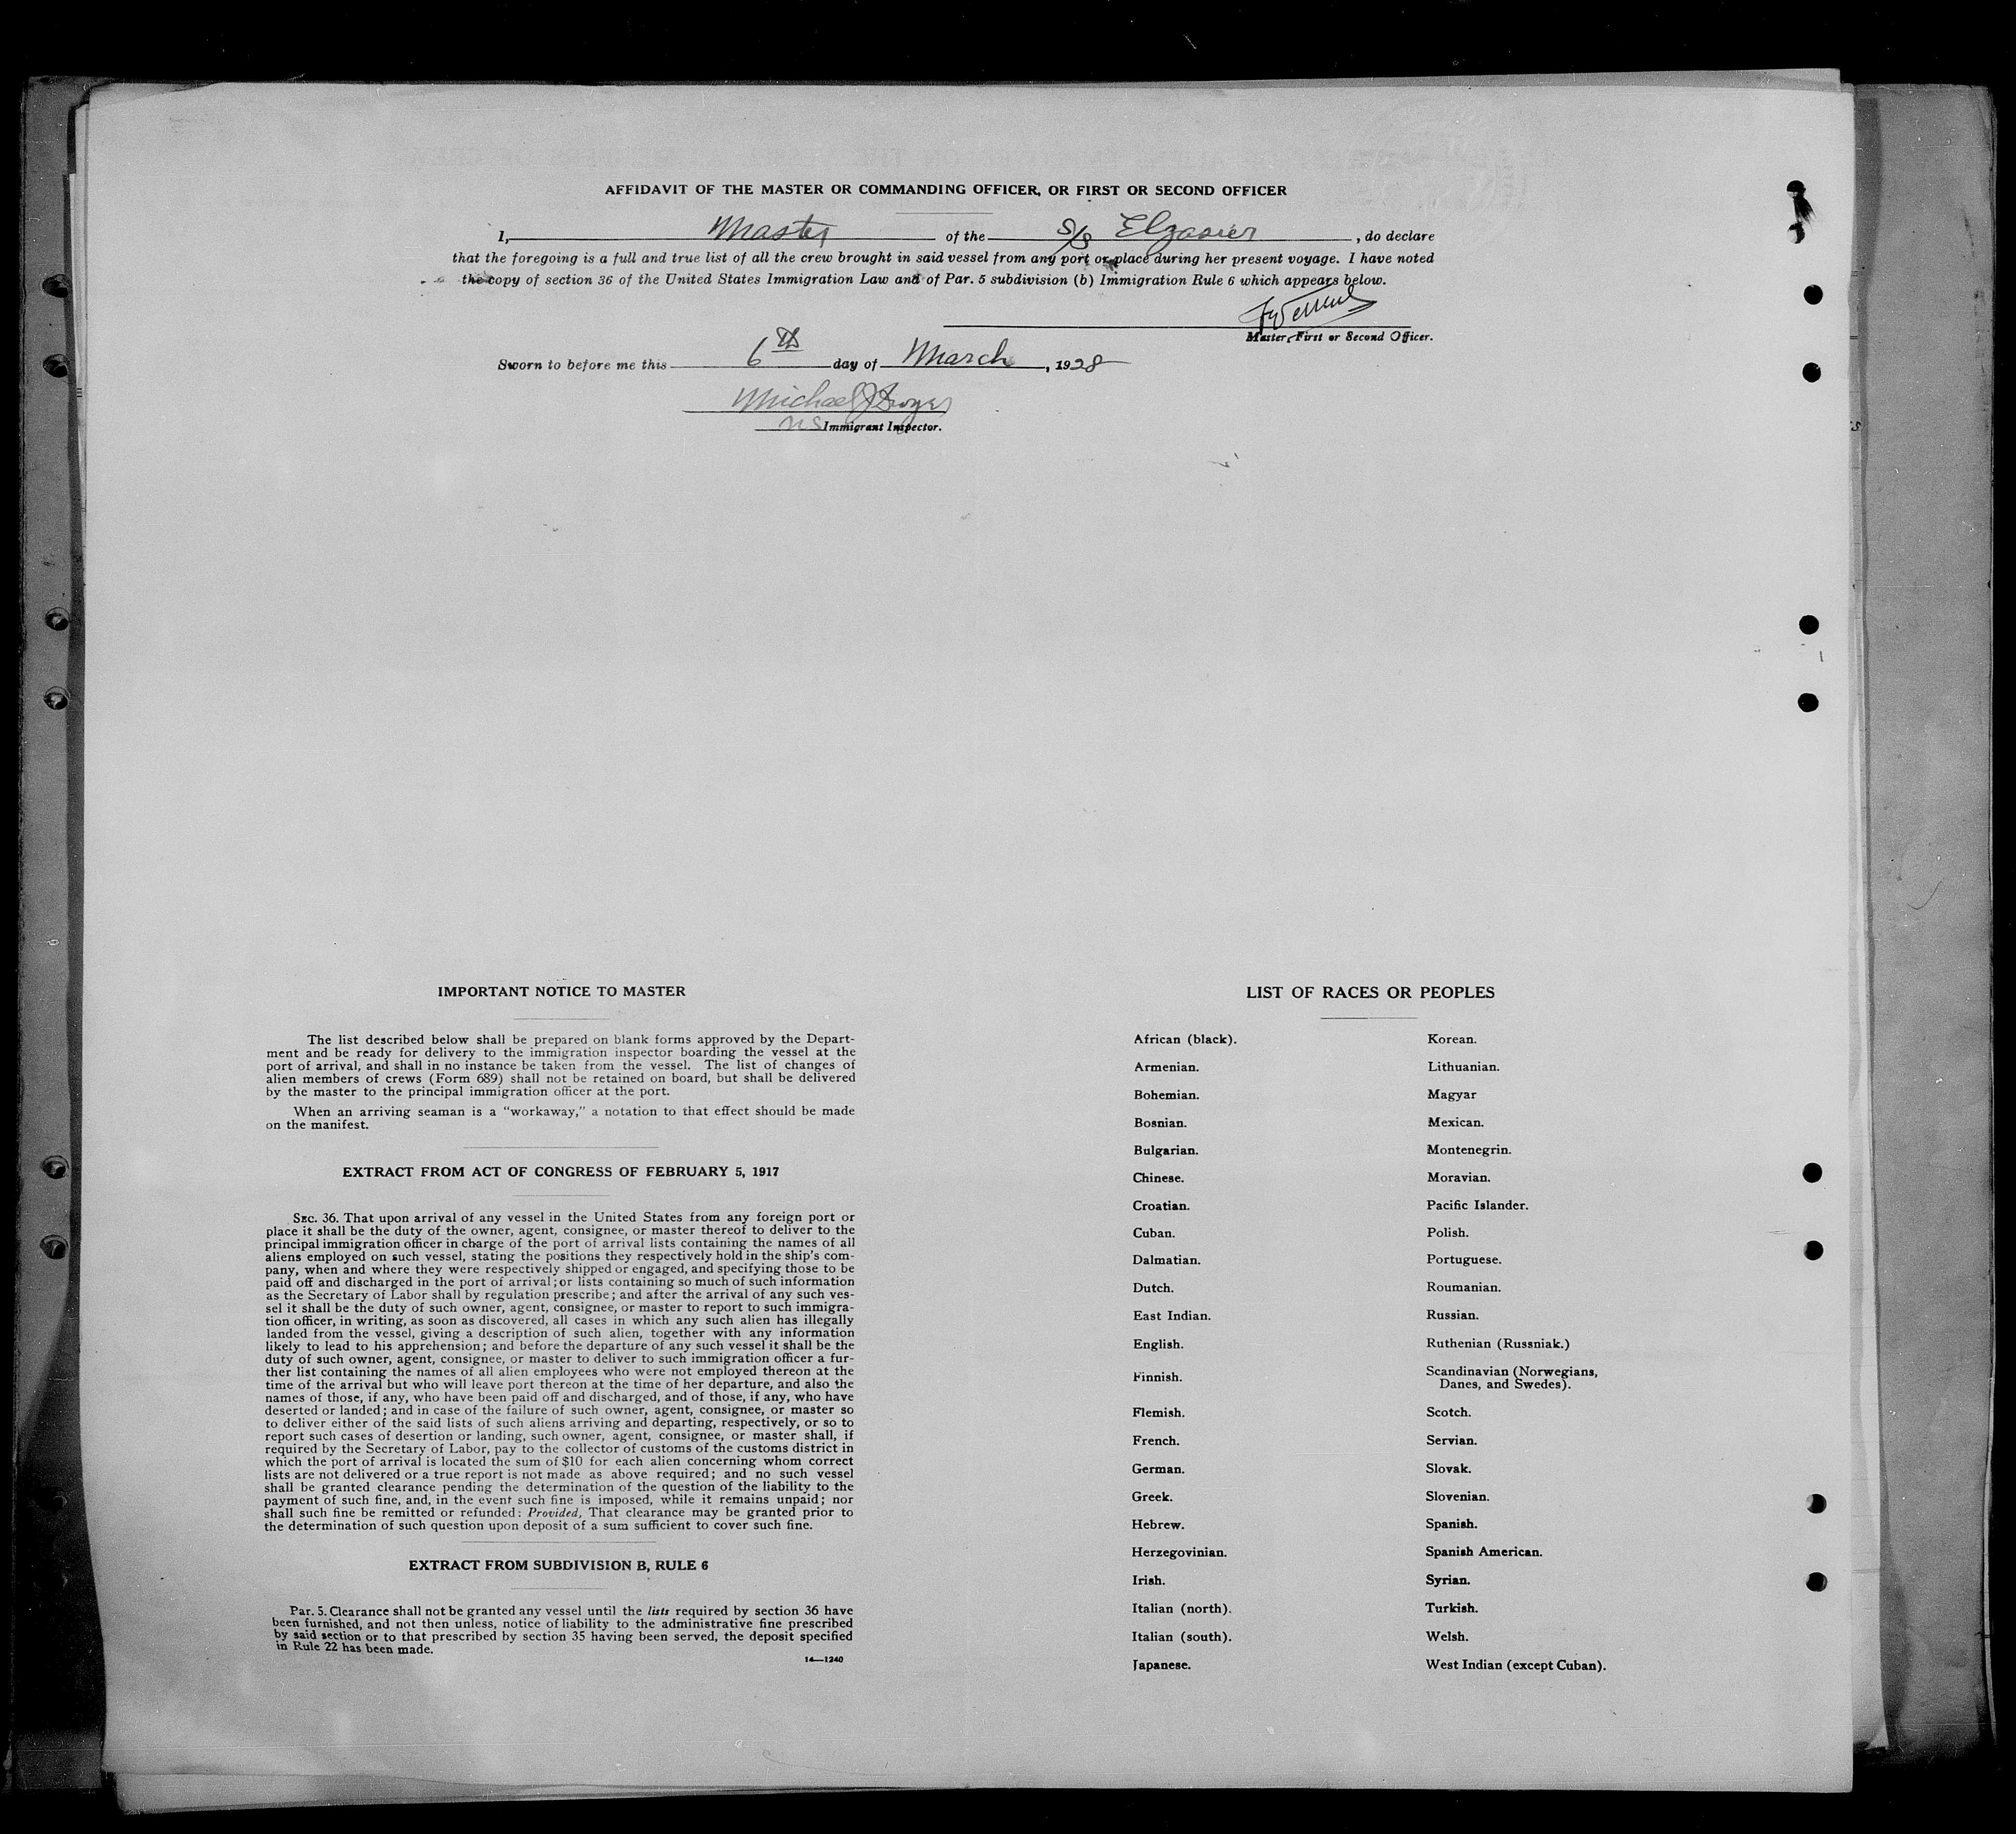 AFFIDAVIT OF THE MASTER OR COMMANDING OFFICER, OR FIRST OR SECOND OFFICER
I, Master of the S/S Elzasier, do declare
that the foregoing is a full and true list of all the crew brought in said vessel from any port or place during her present voyage. I have noted
the copy of section 36 of the United States Immigration Law and of Par. 5 subdivision (b) Immigration Rule 6 which appears below.
Master, First or Second Officer.
Sworn to before me this 6th day of March, 1928
Michael J
US Immigrant Inspector.
IMPORTANT NOTICE TO MASTER
The list described below shall be prepared on blank forms approved by the Depart-
ment and be ready for delivery to the immigration inspector boarding the vessel at the
port of arrival, and shall in no instance be taken from the vessel. The list of changes of
alien members of crews (Form 689) shall not be retained on board, but shall be delivered
by the master to the principal immigration officer at the port.
When an arriving seaman is a "workaway," a notation to that effect should be made
on the manifest.
EXTRACT FROM ACT OF CONGRESS OF FEBRUARY 5, 1917
SEC. 36. That upon arrival of any vessel in the United States from any foreign port or
place it shall be the duty of the owner, agent, consignee, or master thereof to deliver to the
principal immigration officer in charge of the port of arrival lists containing the names of all
aliens employed on such vessel, stating the positions they respectively hold in the ship's com-
pany, when and where they were respectively shipped or engaged, and specifying those to be
paid off and discharged in the port of arrival; or lists containing so much of such information
as the Secretary of Labor shall by regulation prescribe; and after the arrival of any such ves-
sel it shall be the duty of such owner, agent, consignee, or master to report to such immigra-
tion officer, in writing, as soon as discovered, all cases in which any such alien has illegally
landed from the vessel, giving a description of such alien, together with any information
likely to lead to his apprehension; and before the departure of any such vessel it shall be the
duty of such owner, agent, consignee, or master to deliver to such immigration officer a fur-
ther list containing the names of all alien employees who were not employed thereon at the
time of the arrival but who will leave port thereon at the time of her departure, and also the
names of those, if any, who have been paid off and discharged, and of those, if any, who have
deserted or landed; and in case of the failure of such owner, agent, consignee, or master so
to deliver either of the said lists of such aliens arriving and departing, respectively, or so to
report such cases of desertion or landing, such owner, agent, consignee, or master shall, if
required by the Secretary of Labor, pay to the collector of customs of the customs district in
which the port of arrival is located the sum of $10 for each alien concerning whom correct
lists are not delivered or a true report is not made as above required; and no such vessel
shall be granted clearance pending the determination of the question of the liability to the
payment of such fine, and, in the event such fine is imposed, while it remains unpaid; nor
shall such fine be remitted or refunded: Provided, That clearance may be granted prior to
the determination of such question upon deposit of a sum sufficient to cover such fine.
EXTRACT FROM SUBDIVISION B, RULE 6
Par. 5. Clearance shall not be granted any vessel until the lists required by section 36 have
been furnished, and not then unless, notice of liability to the administrative fine prescribed
by said section or to that prescribed by section 35 having been served, the deposit specified
in Rule 22 has been made.
14—1240
LIST OF RACES OR PEOPLES
African (black).
Armenian.
Bohemian.
Bosnian.
Bulgarian.
Chinese.
Croatian.
Cuban.
Dalmatian.
Dutch.
East Indian.
English.
Finnish.
Flemish.
French.
German.
Greek.
Hebrew.
Herzegovinian.
Irish.
Italian (north).
Italian (south).
Japanese.
Korean.
Lithuanian.
Magyar
Mexican.
Montenegrin.
Moravian.
Pacific Islander.
Polish.
Portuguese.
Roumanian.
Russian.
Ruthenian (Russniak.)
Scandinavian (Norwegians,
Danes, and Swedes).
Scotch.
Servian.
Slovak.
Slovenian.
Spanish.
Spanish American.
Syrian.
Turkish.
Welsh.
West Indian (except Cuban).